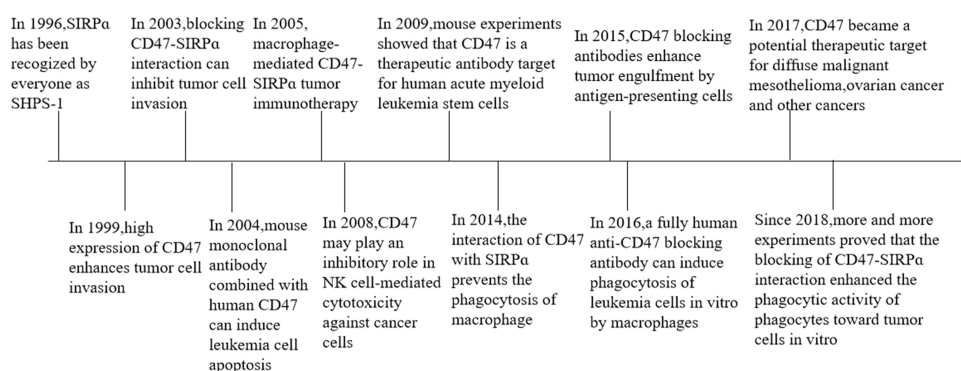 In 1996,SIRPα
has been
recogized by
everyone as
SHPS-1
In 2003,blocking
CD47-SIRPα
interaction can
inhibit tumor cell
invasion
In 2005,
macrophage-
mediated CD47-
SIRPα tumor
immunotherapy
In 2009,mouse experiments
showed that CD47 is a
therapeutic antibody target
for human acute myeloid
leukemia stem cells
In 2015,CD47 blocking
antibodies enhance
tumor engulfment by
antigen-presenting cells
In 2017,CD47 became a
potential therapeutic target
for diffuse malignant
mesothelioma,ovarian cancer
and other cancers
In 1999,high
expression of CD47
enhances tumor cell
invasion
In 2004,mouse
monoclonal
antibody
combined with
human CD47
can induce
leukemia cell
apoptosis
In 2008,CD47
may play an
inhibitory role in
NK cell-mediated
cytotoxicity
against cancer
cells
In 2014,the
interaction of CD47
with SIRPα
prevents the
phagocytosis of
macrophage
In 2016,a fully human
anti-CD47 blocking
antibody can induce
phagocytosis of
leukemia cells in vitro
by macrophages
Since 2018,more and more
experiments proved that the
blocking of CD47-SIRPα
interaction enhanced the
phagocytic activity of
phagocytes toward tumor
cells in vitro